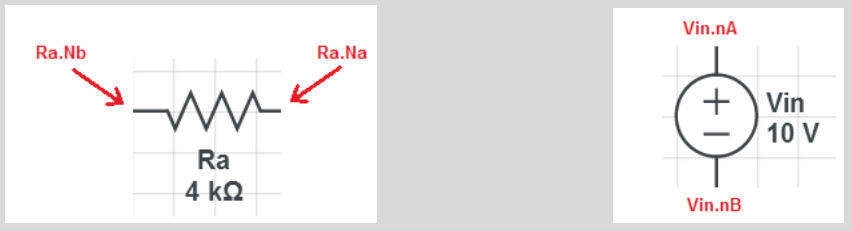 Ra.Nb
Ra.Na
Ra
4 kΩ
Vin.nA
+
Vin
10 V
−
Vin.nB